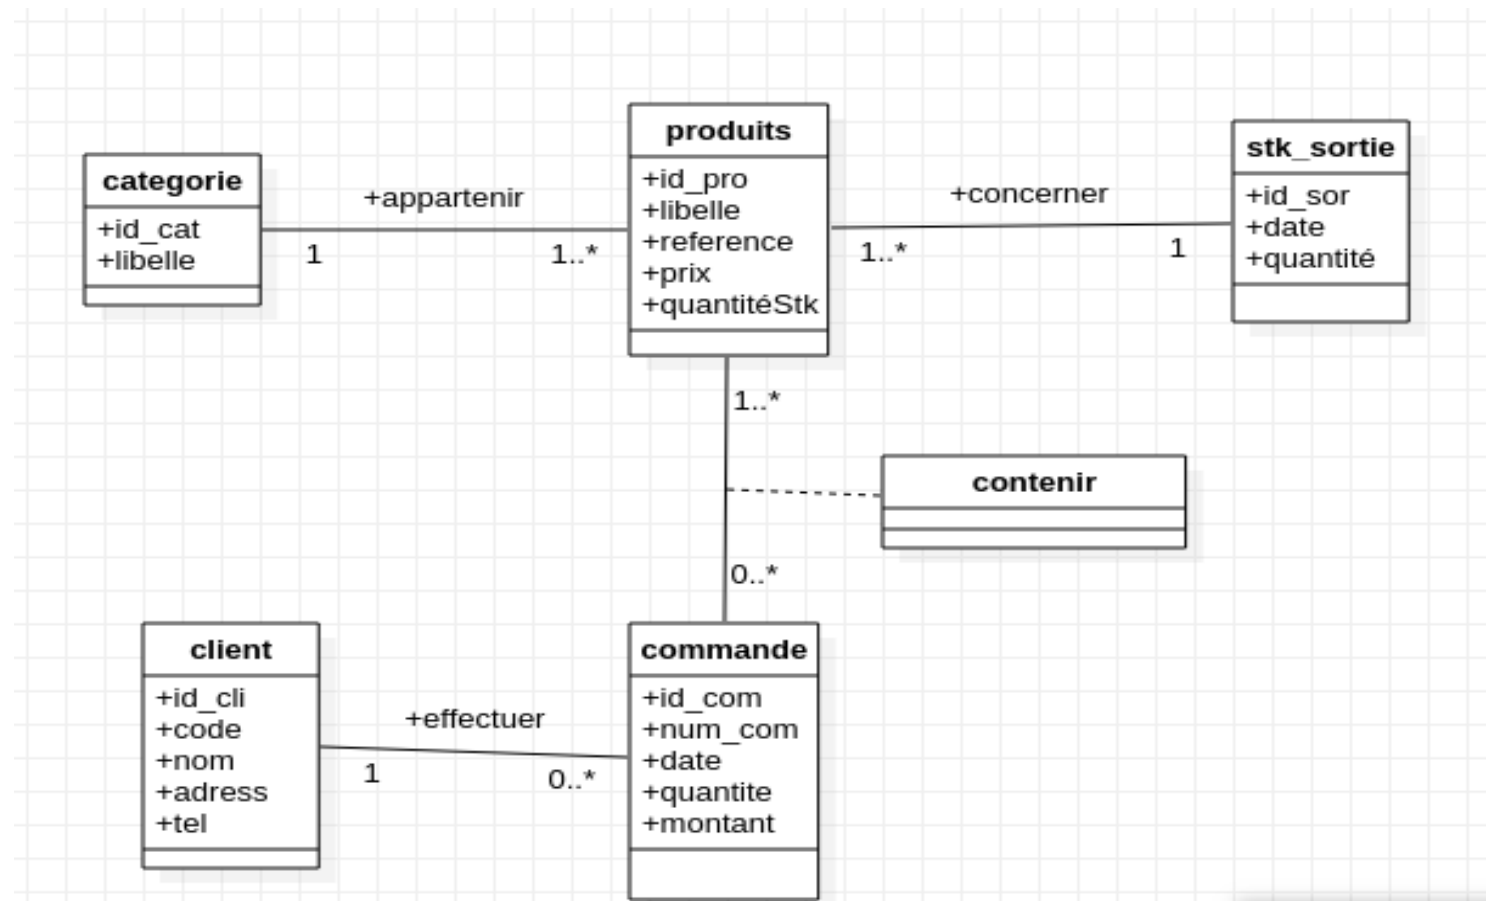 categorie
+id_cat
+libelle
+appartenir
1
1..*
produits
+id_pro
+libelle
+reference
+prix
+quantitéStk
+concerner
1..*
1
stk_sortie
+id_sor
+date
+quantité
1..*
contenir
0..*
client
+id_cli
+code
+nom
+adress
+tel
+effectuer
1
0..*
commande
+id_com
+num_com
+date
+quantite
+montant